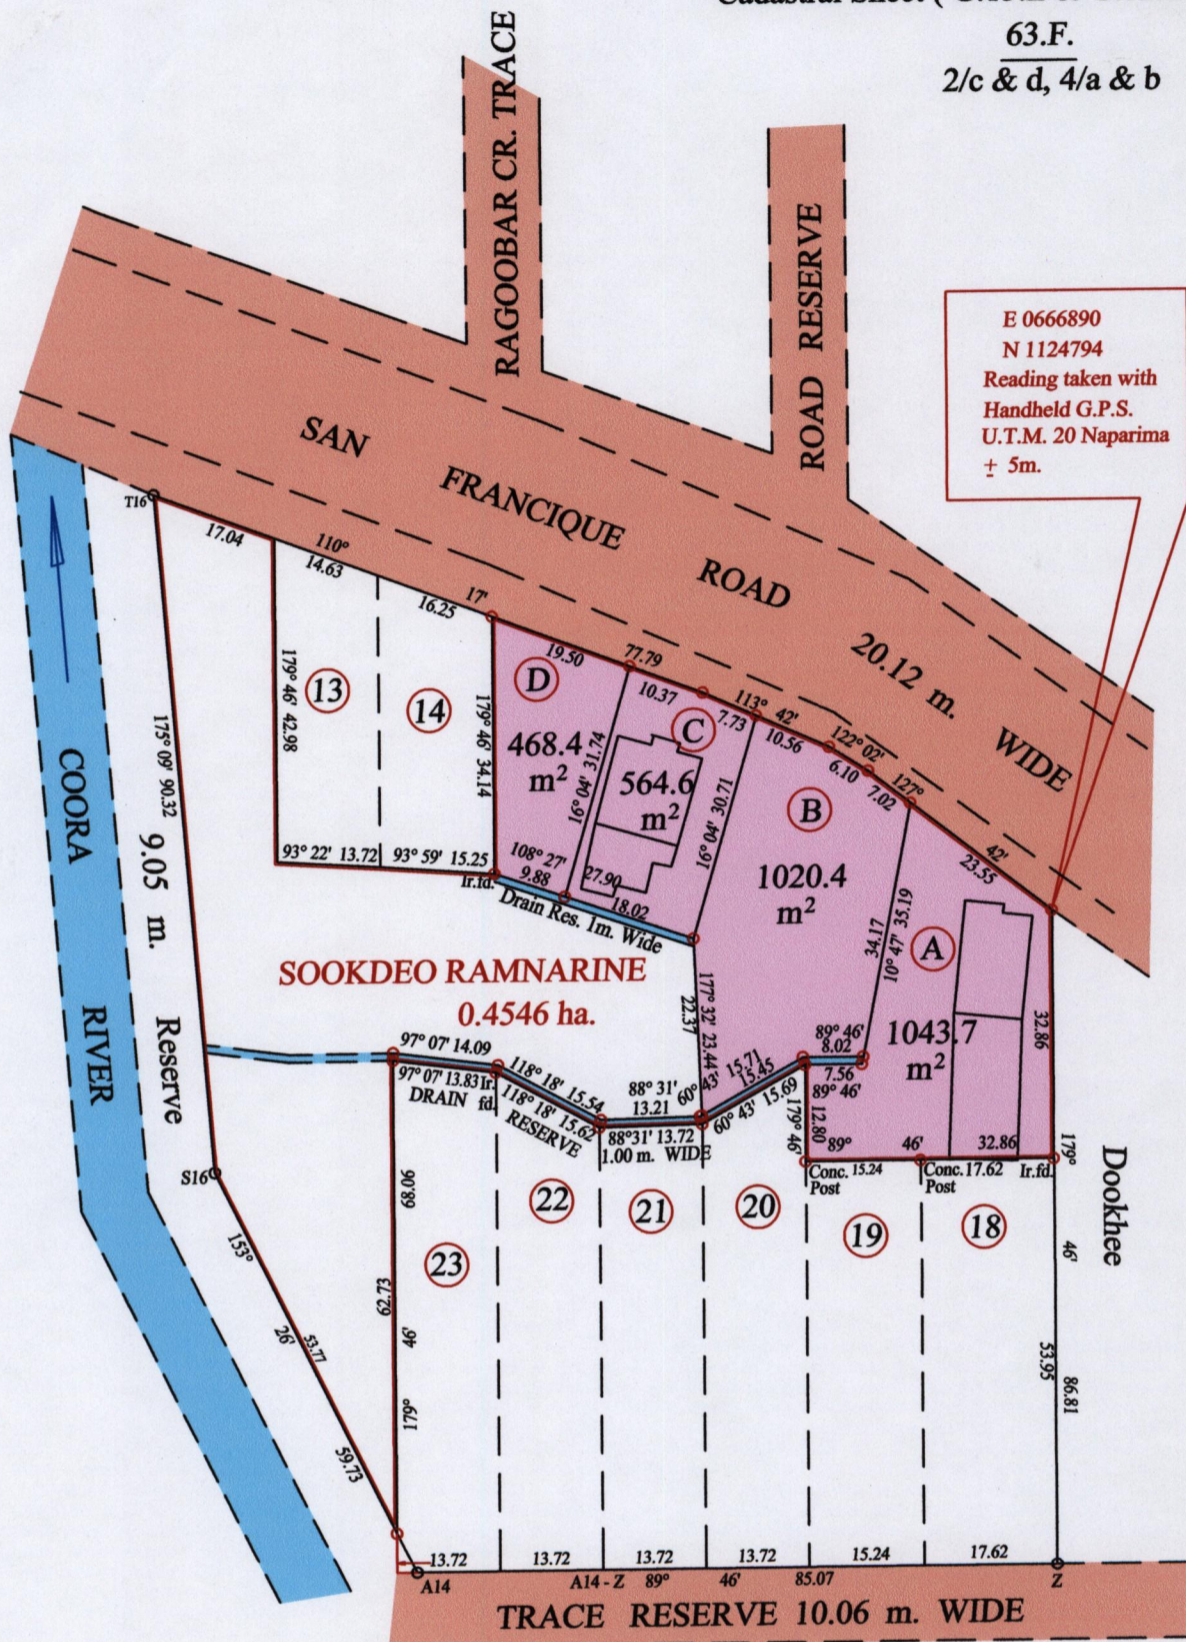 63.F.
2/c & d, 4/a & b
RAGOOBAR CR. TRACE
ROAD RESERVE
E 0666890
N 1124794
Reading taken with
Handheld G.P.S.
U.T.M. 20 Naparima
± 5m.
SAN FRANCIQUE ROAD 20.12 m. WIDE
T16
17.04
110°
14.63
16.25
17'
19.50
77.79
10.37
7.73
113° 42'
10.56
122° 02'
6.10
7.02
127°
42'
23.55
COORA RIVER
175° 09' 90.32
9.05 m. Reserve
179° 46' 42.98
13
14
179° 46' 34.14
D
468.4
m²
16° 04' 31.74
C
564.6
m²
16° 04' 30.71
B
1020.4
m²
34.17
10° 47' 35.19
A
1043.7
m²
32.86
93° 22' 13.72
93° 59' 15.25
Ir.fd.
108° 27'
9.88
27.90
18.02
Drain Res. 1m. Wide
SOOKDEO RAMNARINE
0.4546 ha.
22.37
177° 32' 23.44
97° 07' 14.09
97° 07' 13.83
Ir.
fd.
DRAIN RESERVE
118° 18' 15.54
118° 18' 15.62
88° 31'
13.21
88°31' 13.72
1.00 m. WIDE
60° 43'
15.71
15.45
60° 43' 15.69
89° 46'
8.02
7.56
89° 46'
179° 46'
12.80
89° 46' 32.86
Conc. 15.24
Post
Conc. 17.62
Post
Ir.fd.
179° 46' 86.81
53.95
Dookhee
S16
153° 26'
53.77
59.73
68.06
62.73
179° 46'
23
22
21
20
19
18
13.72
13.72
13.72
13.72
15.24
17.62
A14
A14 - Z 89° 46' 85.07
Z
TRACE RESERVE 10.06 m. WIDE